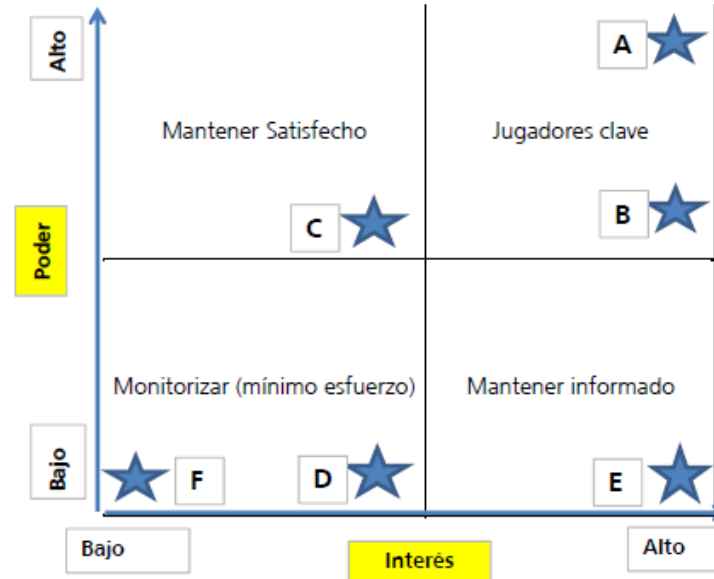 Alto
A
Mantener Satisfecho
Jugadores clave
C
B
Poder
Monitorizar (mínimo esfuerzo)
Mantener informado
Bajo
F
D
E
Bajo
Interés
Alto